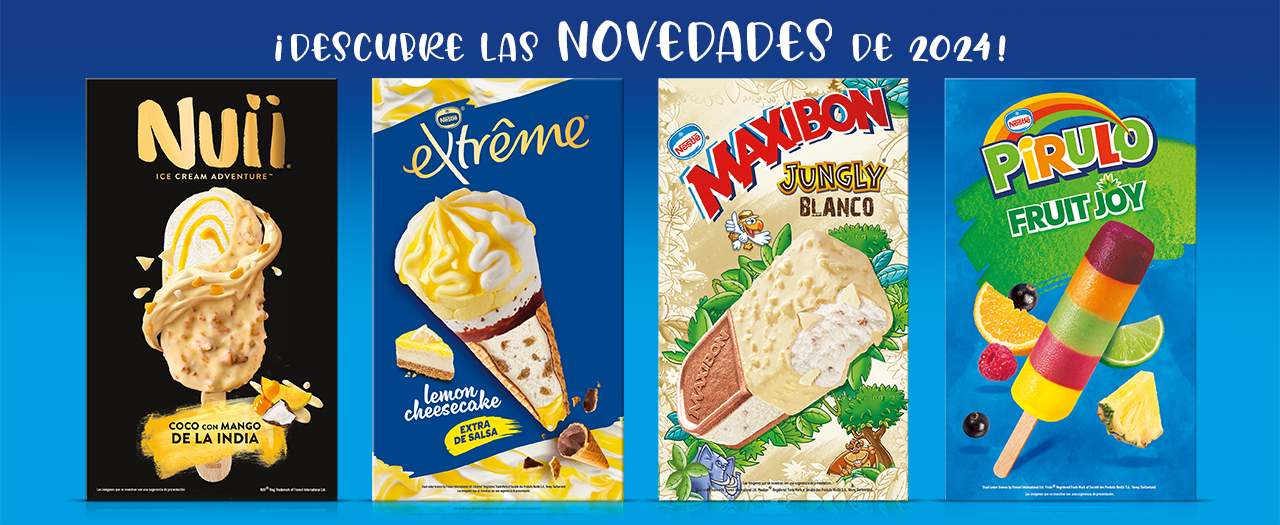 ¡DESCUBRE LAS NOVEDADES DE 2024!
Nuii
ICE CREAM ADVENTURE™
COCO CON MANGO
DE LA INDIA
Nestlé
extrême
lemon
cheesecake
EXTRA
DE SALSA
Nestlé
MAXIBON
JUNGLY
BLANCO
MAXIBON
Nestlé
PiRULO
FRUIT JOY